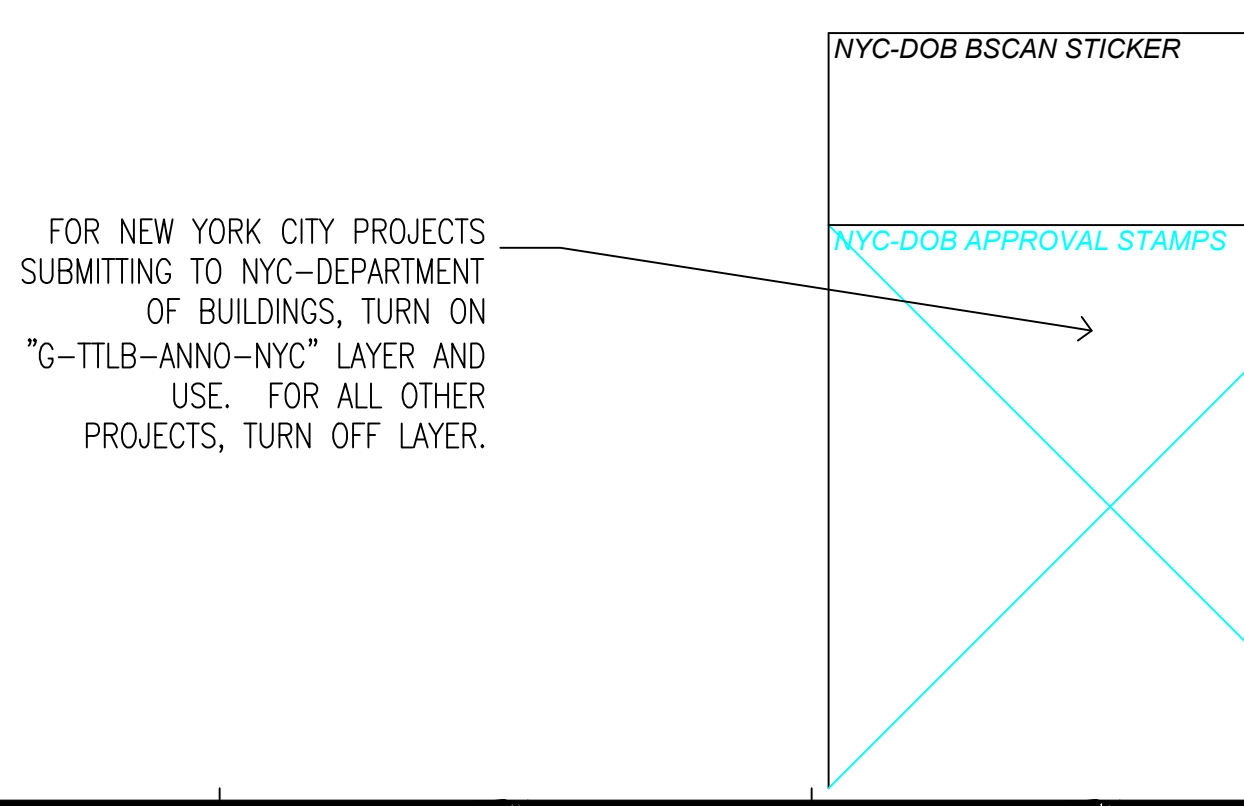 NYC-DOB BSCAN STICKER
FOR NEW YORK CITY PROJECTS
SUBMITTING TO NYC-DEPARTMENT
OF BUILDINGS, TURN ON
"G-TTLB-ANNO-NYC" LAYER AND
USE. FOR ALL OTHER
PROJECTS, TURN OFF LAYER.
NYC-DOB APPROVAL STAMPS